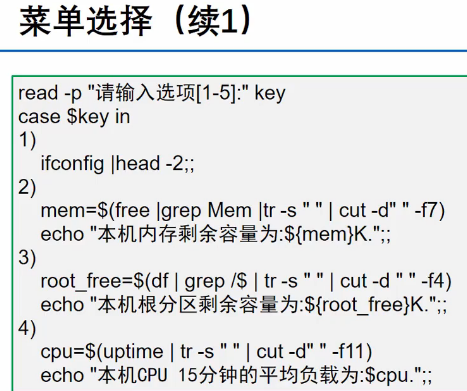 菜单选择（续1）
read -p "请输入选项[1-5]:" key
case $key in
1)
ifconfig |head -2;;
2)
mem=$(free |grep Mem |tr -s " " | cut -d" " -f7)
echo "本机内存剩余容量为:${mem}K.";;
3)
root_free=$(df | grep /$ | tr -s " " | cut -d " " -f4)
echo "本机根分区剩余容量为:${root_free}K.";;
4)
cpu=$(uptime | tr -s " " | cut -d" " -f11)
echo "本机CPU 15分钟的平均负载为:$cpu.";;